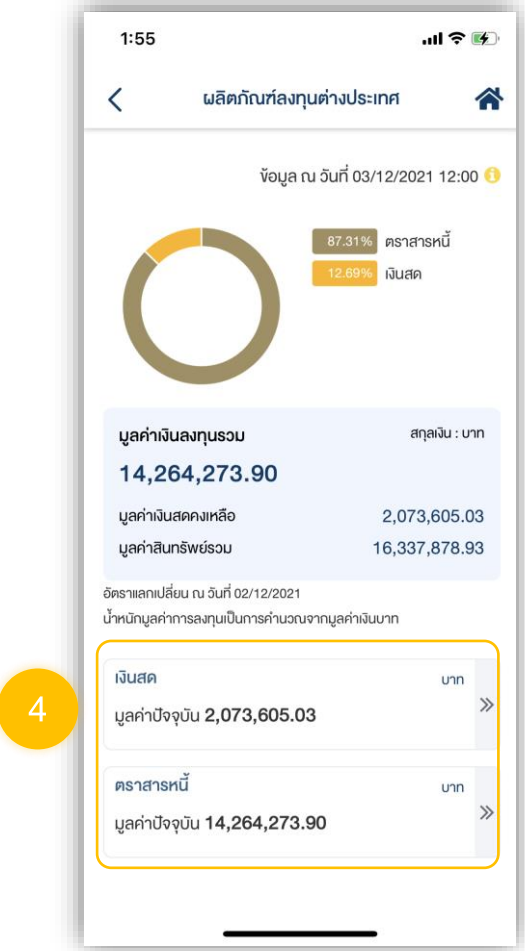 1:55
ผลิตภัณฑ์ลงทุนต่างประเทศ
ข้อมูล ณ วันที่ 03/12/2021 12:00
87.31% ตราสารหนี้
12.69% เงินสด
มูลค่าเงินลงทุนรวม สกุลเงิน : บาท
14,264,273.90
มูลค่าเงินสดคงเหลือ 2,073,605.03
มูลค่าสินทรัพย์รวม 16,337,878.93
อัตราแลกเปลี่ยน ณ วันที่ 02/12/2021
น้ำหนักมูลค่าการลงทุนเป็นการคำนวณจากมูลค่าเงินบาท
4
เงินสด บาท
มูลค่าปัจจุบัน 2,073,605.03
ตราสารหนี้ บาท
มูลค่าปัจจุบัน 14,264,273.90